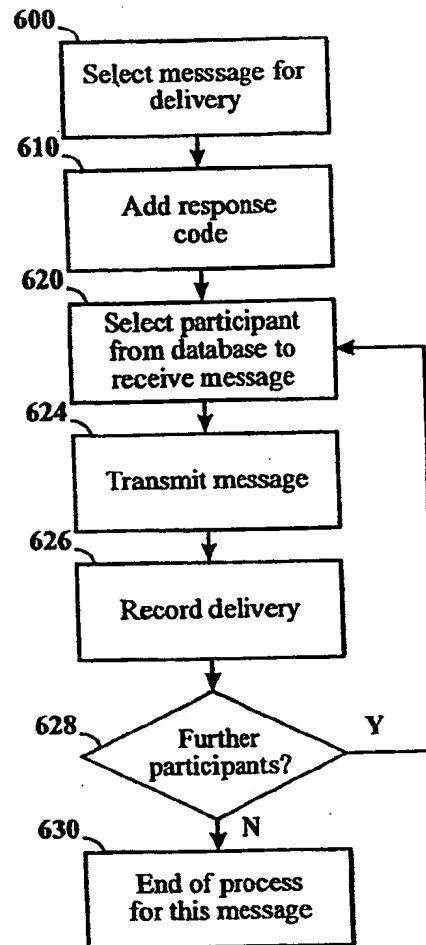 600
Select messsage for
delivery
610
Add response
code
620
Select participant
from database to
receive message
624
Transmit message
626
Record delivery
628
Further
participants?
Y
N
630
End of process
for this message